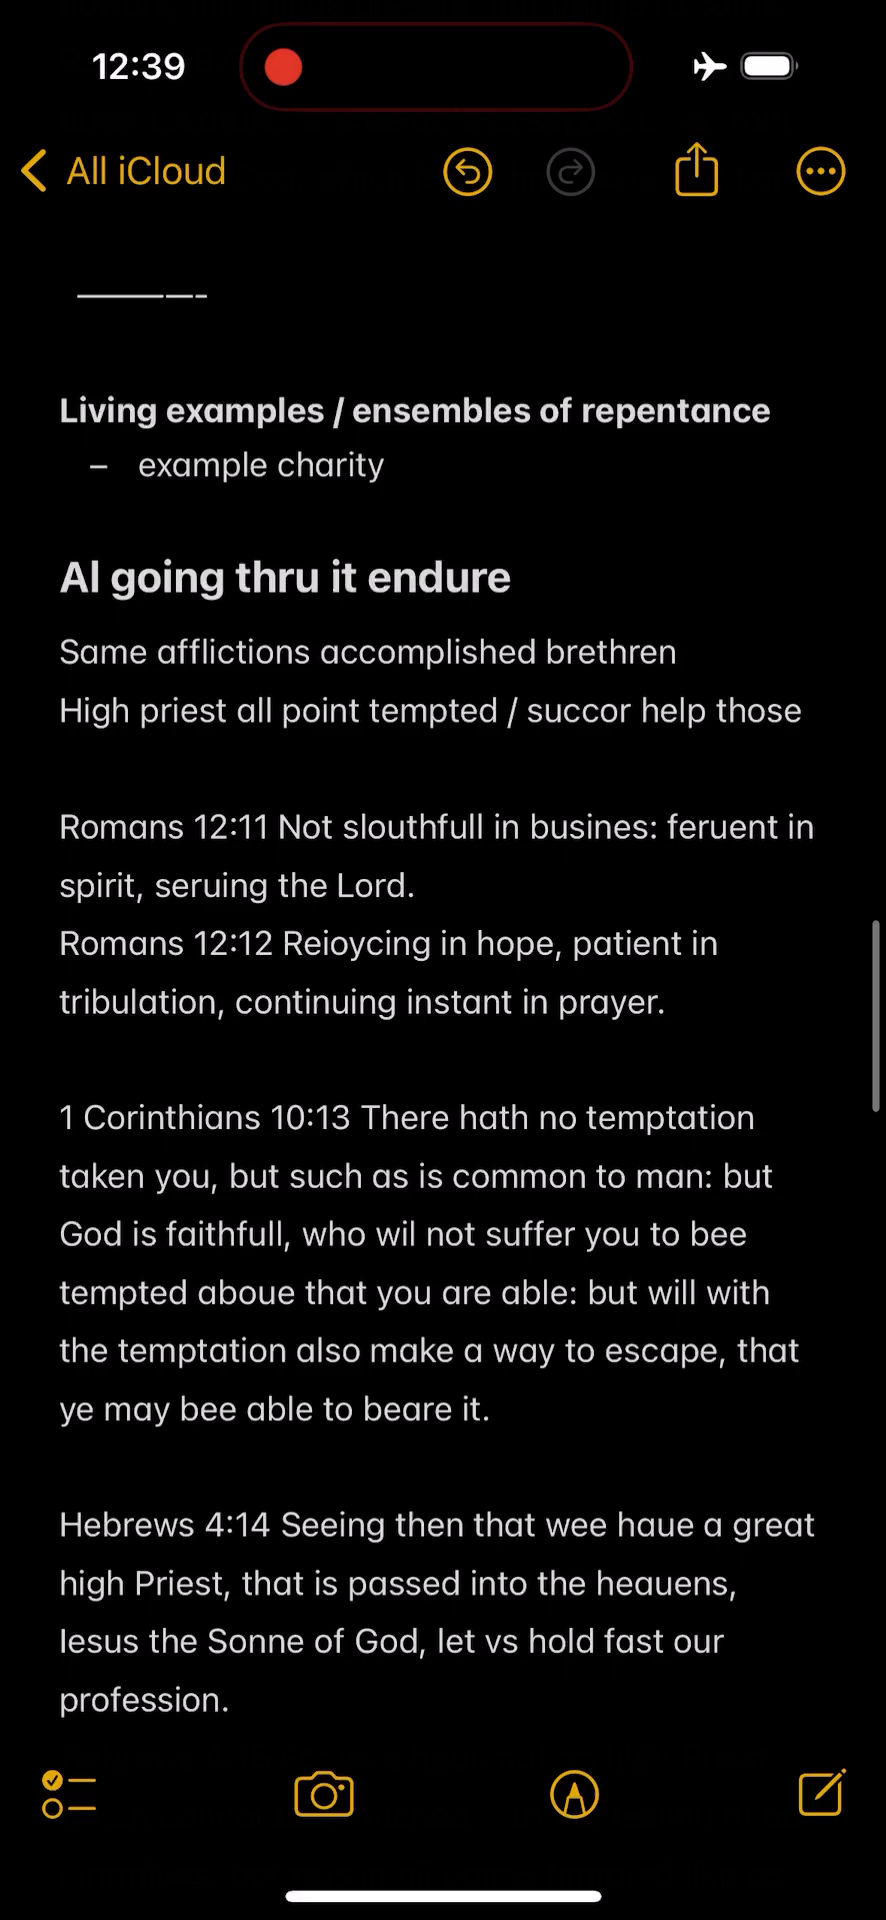 12:39
All iCloud
————-
Living examples / ensembles of repentance
– example charity
Al going thru it endure
Same afflictions accomplished brethren
High priest all point tempted / succor help those
Romans 12:11 Not slouthfull in busines: feruent in
spirit, seruing the Lord.
Romans 12:12 Reioycing in hope, patient in
tribulation, continuing instant in prayer.
1 Corinthians 10:13 There hath no temptation
taken you, but such as is common to man: but
God is faithfull, who wil not suffer you to bee
tempted aboue that you are able: but will with
the temptation also make a way to escape, that
ye may bee able to beare it.
Hebrews 4:14 Seeing then that wee haue a great
high Priest, that is passed into the heauens,
Iesus the Sonne of God, let vs hold fast our
profession.